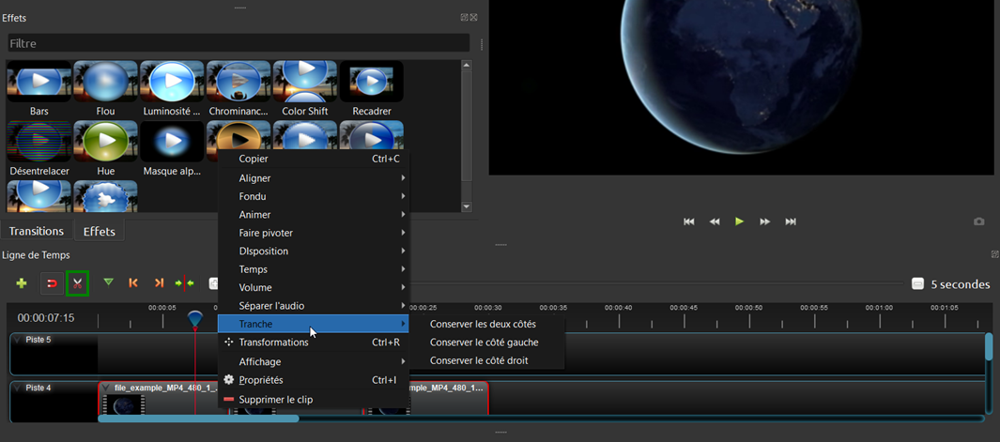 Effets
Filtre
Bars
Flou
Luminosité ...
Chrominanc...
Color Shift
Recadrer
Désentrelacer
Hue
Masque alp...
Transitions
Effets
Copier Ctrl+C
Aligner
Fondu
Animer
Faire pivoter
DIsposition
Temps
Volume
Séparer l'audio
Tranche
Transformations Ctrl+R
Affichage
Propriétés Ctrl+I
Supprimer le clip
Conserver les deux côtés
Conserver le côté gauche
Conserver le côté droit
Ligne de Temps
5 secondes
00:00:07:15
00:00:05
00:00:25
00:00:30
00:00:35
00:00:40
00:00:45
00:00:50
00:00:55
00:01:00
00:01:05
Piste 5
Piste 4
file_example_MP4_480_1_...
mple_MP4_480_1...